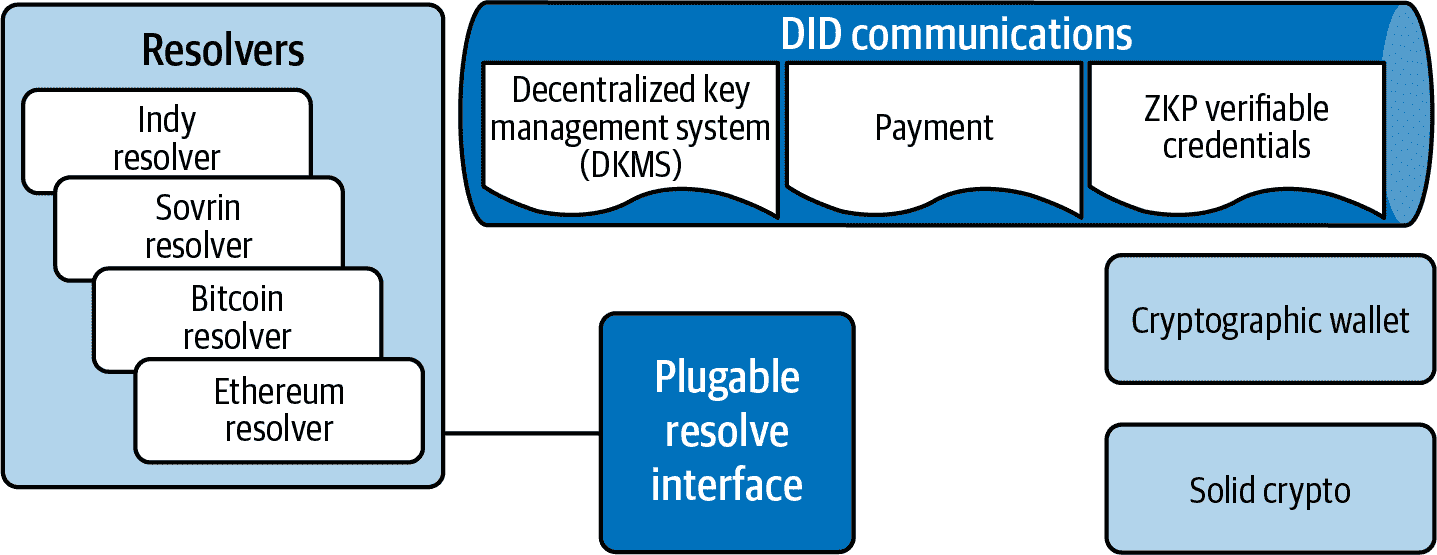 Resolvers
Indy
resolver
Sovrin
resolver
Bitcoin
resolver
Ethereum
resolver
DID communications
Decentralized key
management system
(DKMS)
Payment
ZKP verifiable
credentials
Plugable
resolve
interface
Cryptographic wallet
Solid crypto